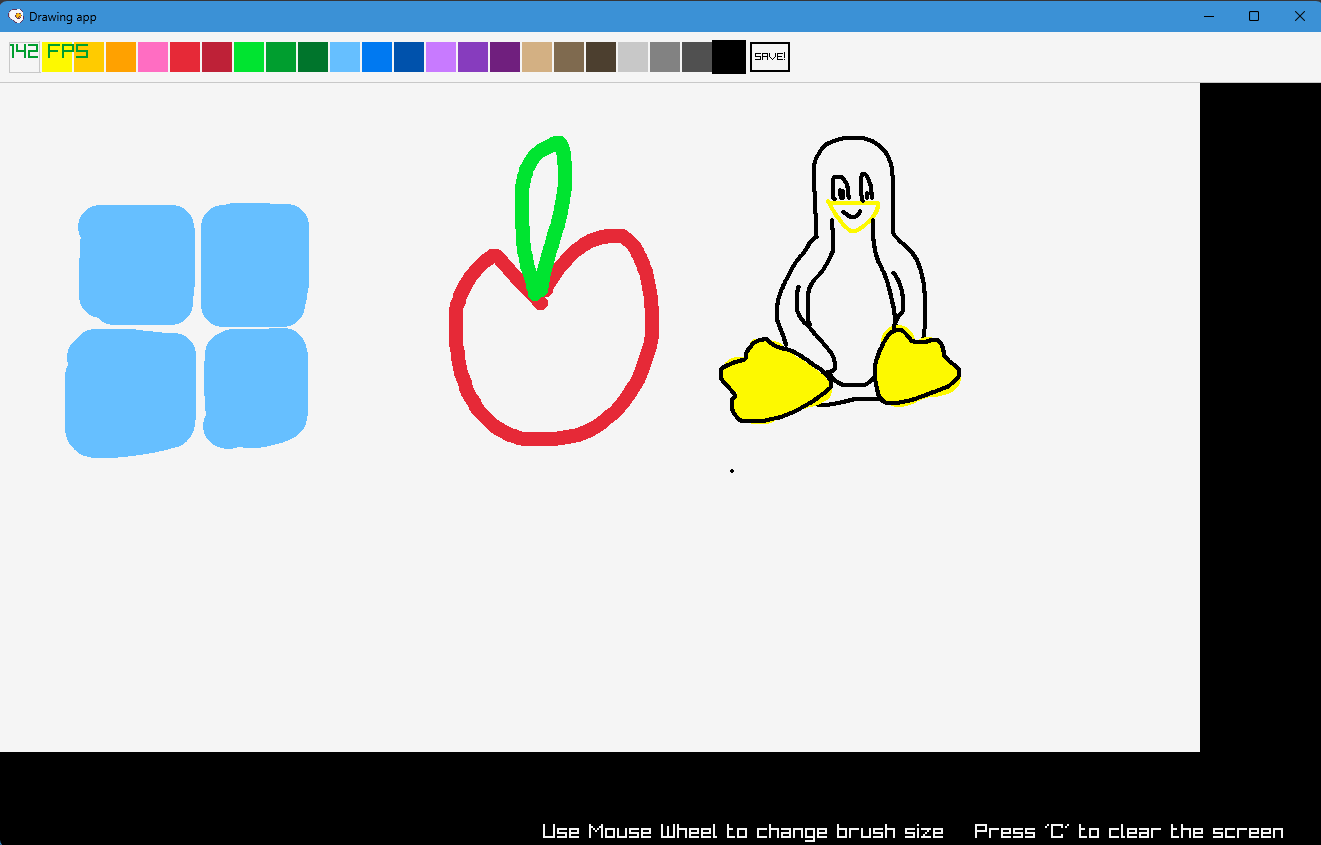 Drawing app
142 FPS
SAVE!
Use Mouse Wheel to change brush size Press 'C' to clear the screen